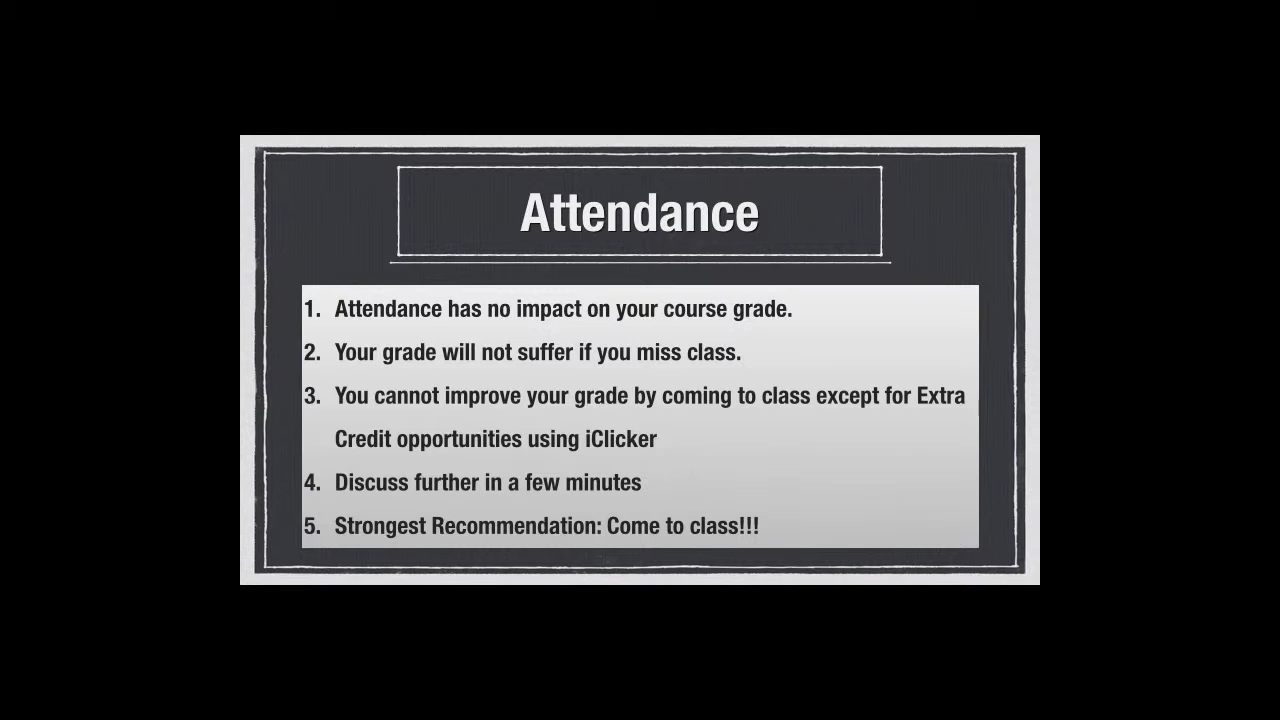 Attendance
1. Attendance has no impact on your course grade.
2. Your grade will not suffer if you miss class.
3. You cannot improve your grade by coming to class except for Extra
Credit opportunities using iClicker
4. Discuss further in a few minutes
5. Strongest Recommendation: Come to class!!!